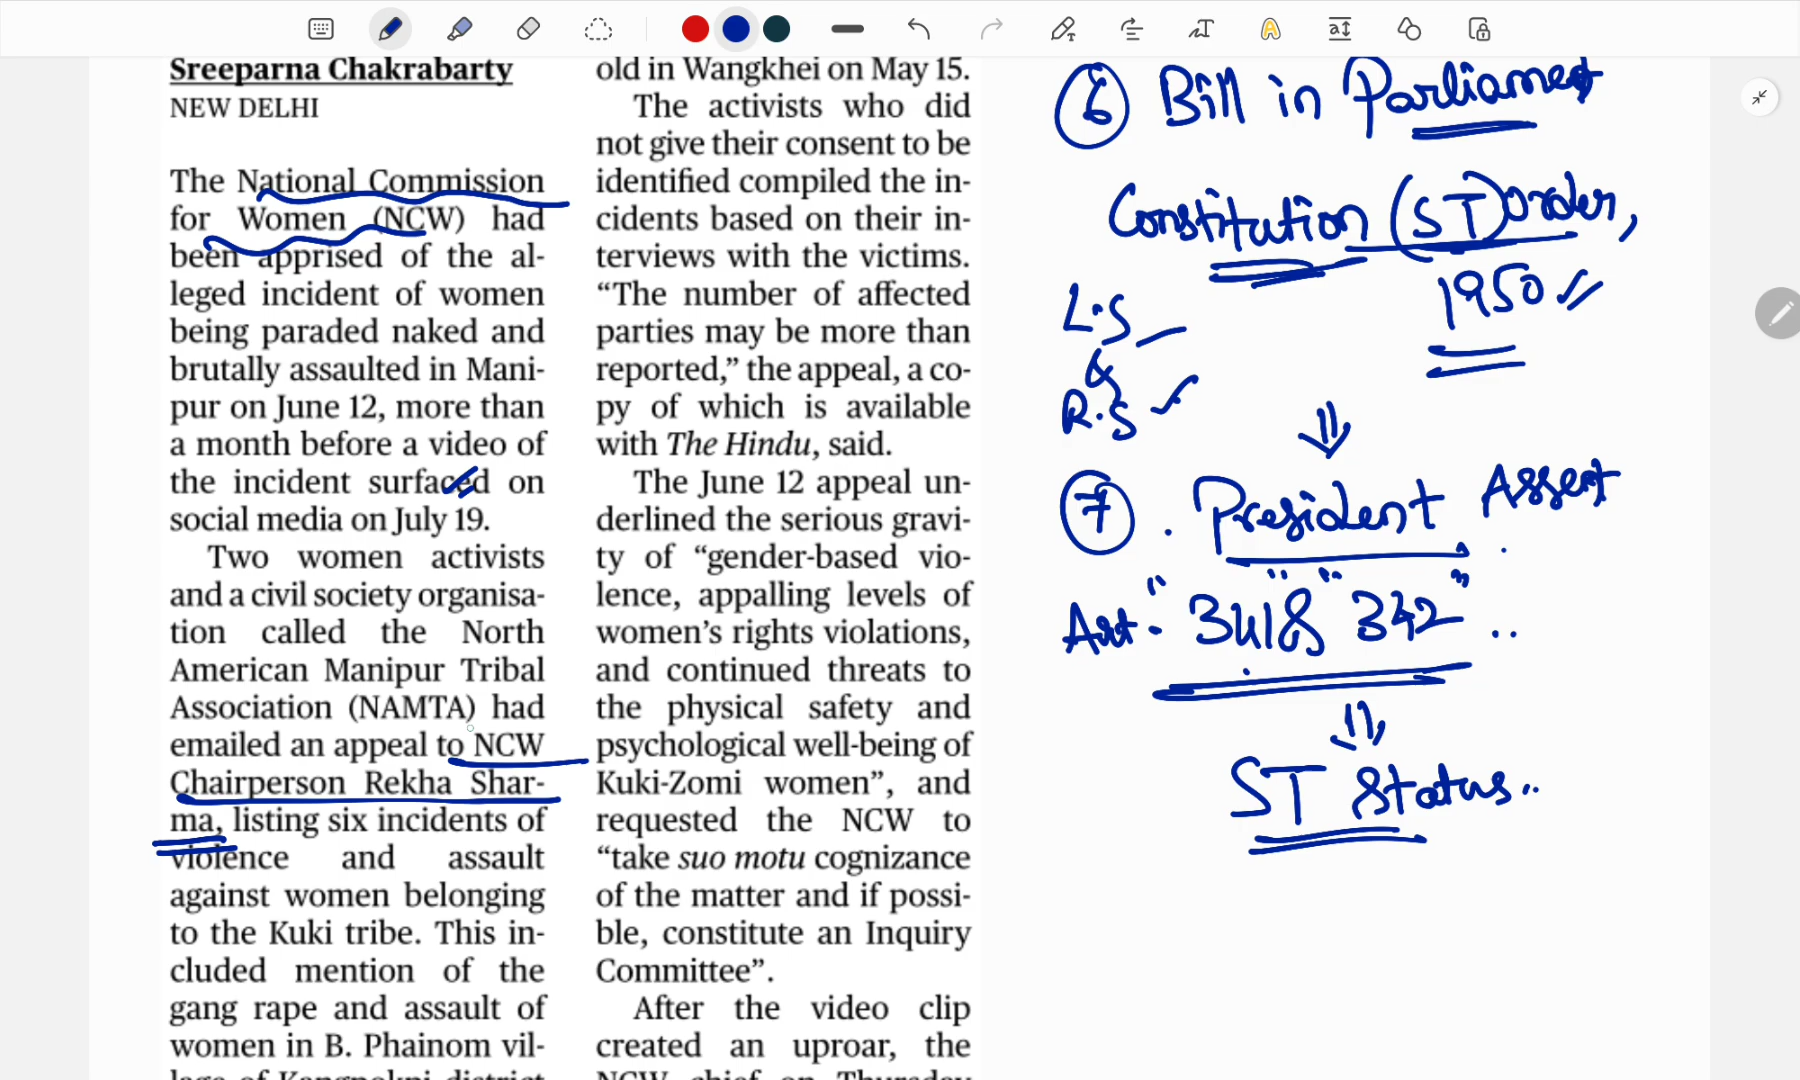 Sreeparna Chakrabarty
NEW DELHI
The National Commission
for Women (NCW) had
been apprised of the al-
leged incident of women
being paraded naked and
brutally assaulted in Mani-
pur on June 12, more than
a month before a video of
the incident surfaced on
social media on July 19.
Two women activists
and a civil society organisa-
tion called the North
American Manipur Tribal
Association (NAMTA) had
emailed an appeal to NCW
Chairperson Rekha Shar-
ma, listing six incidents of
violence and assault
against women belonging
to the Kuki tribe. This in-
cluded mention of the
gang rape and assault of
women in B. Phainom vil-
lage of Kangpokpi district
old in Wangkhei on May 15.
The activists who did
not give their consent to be
identified compiled the in-
cidents based on their in-
terviews with the victims.
“The number of affected
parties may be more than
reported,” the appeal, a co-
py of which is available
with The Hindu, said.
The June 12 appeal un-
derlined the serious gravi-
ty of “gender-based vio-
lence, appalling levels of
women’s rights violations,
and continued threats to
the physical safety and
psychological well-being of
Kuki-Zomi women”, and
requested the NCW to
“take suo motu cognizance
of the matter and if possi-
ble, constitute an Inquiry
Committee”.
After the video clip
created an uproar, the
NCW chief on Thursday
6 Bill in Parliament
Constitution (ST) Order,
1950
L.S
&
R.S
7. President Assent
Art. "341" & "342" ..
ST Status..